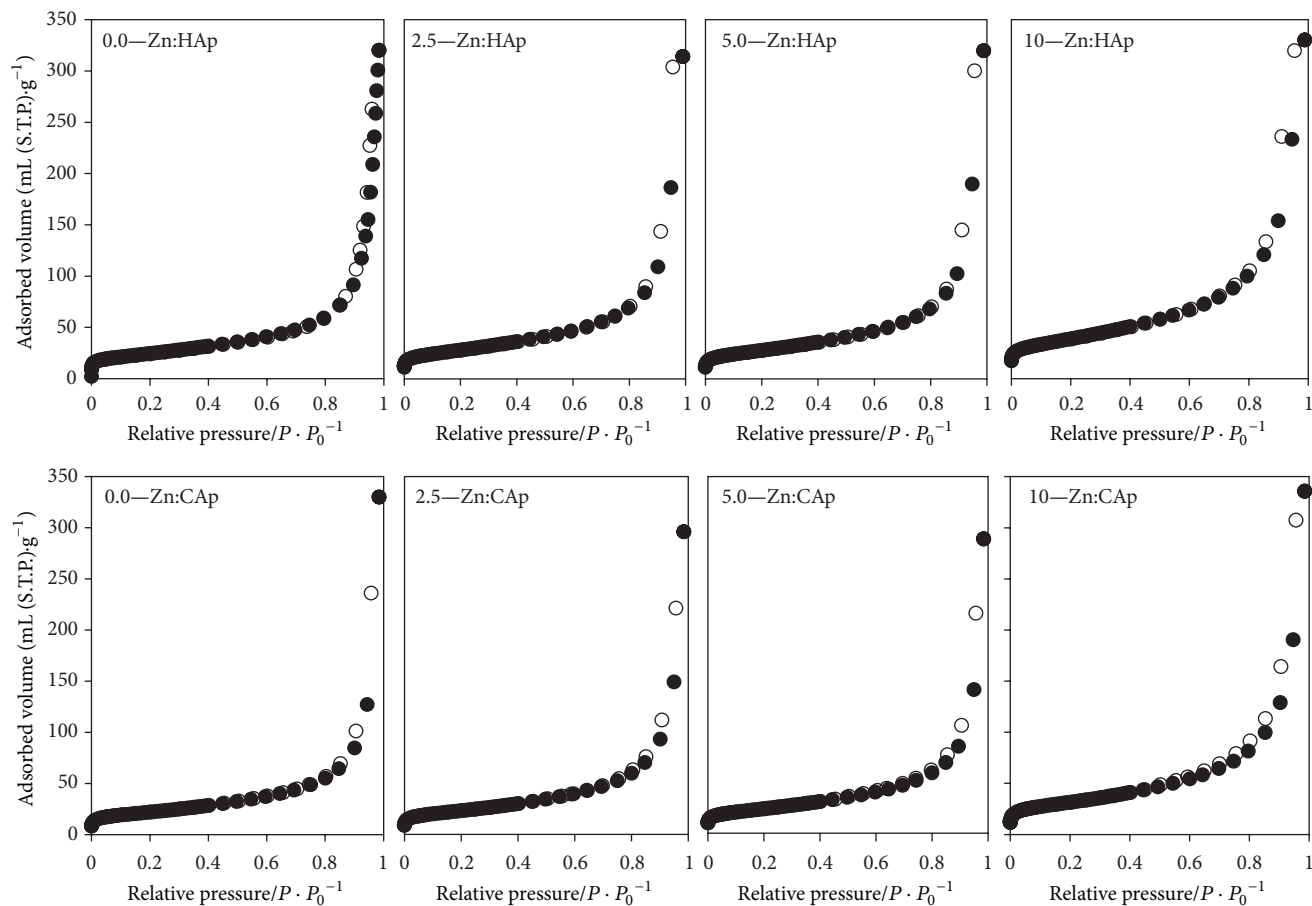 Adsorbed volume (mL (S.T.P.)·g⁻¹)
350
300
250
200
150
100
50
0
0.0—Zn:HAp
0 0.2 0.4 0.6 0.8 1
Relative pressure/P · P₀⁻¹
2.5—Zn:HAp
0 0.2 0.4 0.6 0.8 1
Relative pressure/P · P₀⁻¹
5.0—Zn:HAp
0 0.2 0.4 0.6 0.8 1
Relative pressure/P · P₀⁻¹
10—Zn:HAp
0 0.2 0.4 0.6 0.8 1
Relative pressure/P · P₀⁻¹
Adsorbed volume (mL (S.T.P.)·g⁻¹)
350
300
250
200
150
100
50
0
0.0—Zn:CAp
0 0.2 0.4 0.6 0.8 1
Relative pressure/P · P₀⁻¹
2.5—Zn:CAp
0 0.2 0.4 0.6 0.8 1
Relative pressure/P · P₀⁻¹
5.0—Zn:CAp
0 0.2 0.4 0.6 0.8 1
Relative pressure/P · P₀⁻¹
10—Zn:CAp
0 0.2 0.4 0.6 0.8 1
Relative pressure/P · P₀⁻¹